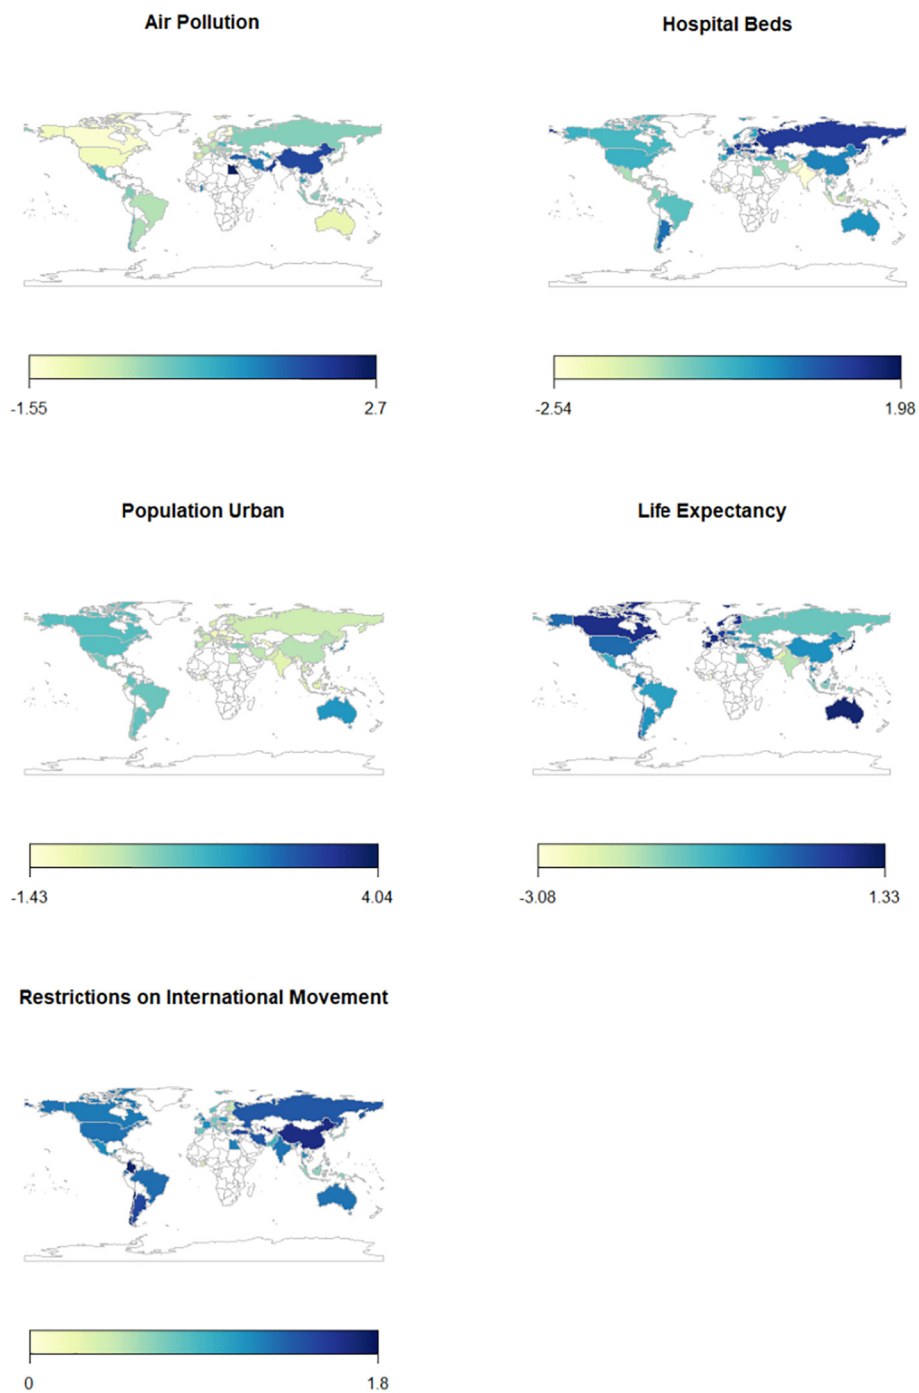 Air Pollution
Hospital Beds
-1.55
2.7
-2.54
1.98
Population Urban
Life Expectancy
-1.43
4.04
-3.08
1.33
Restrictions on International Movement
0
1.8